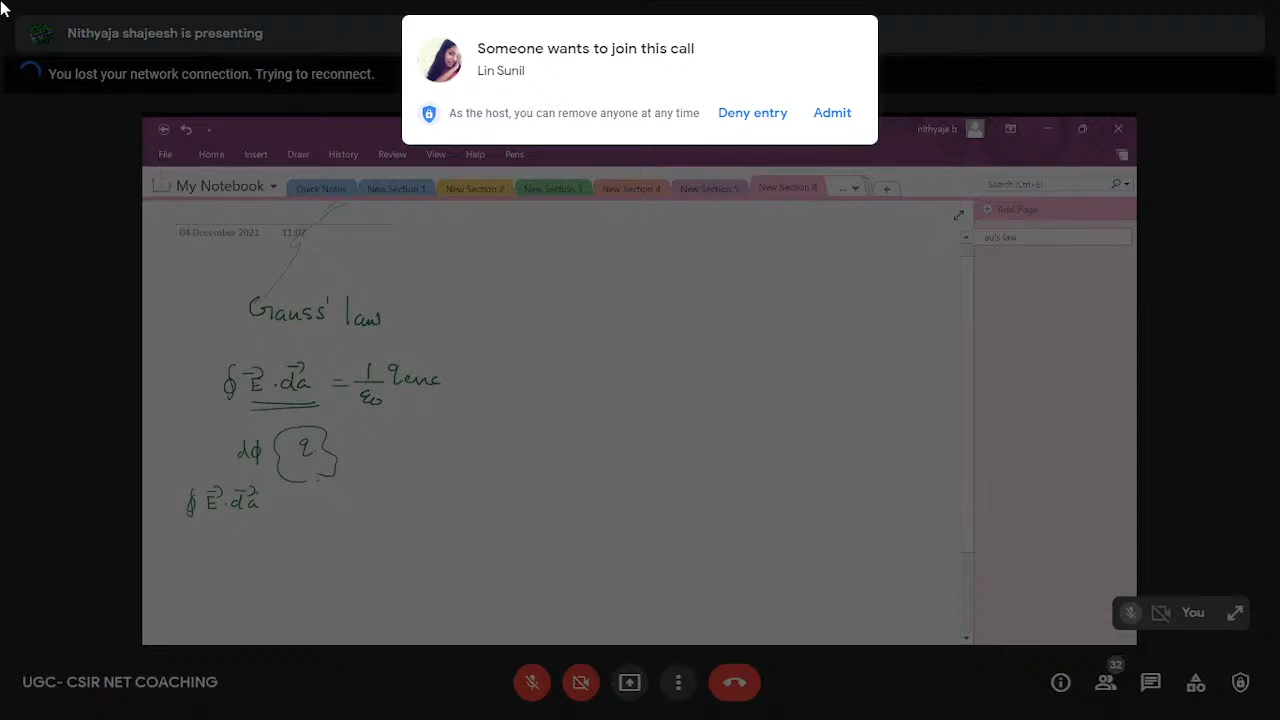 Nithyaja shajeesh is presenting
Someone wants to join this call
Lin Sunil
You lost your network connection. Trying to reconnect.
As the host, you can remove anyone at any time
Deny entry
Admit
nithyaja b
File Home Insert Draw History Review View Help Pens
My Notebook
Quick Notes New Section 1 New Section 2 New Section 3 New Section 4 New Section 5 New Section 6 ...
Search (Ctrl+E)
Add Page
04 December 2021 11:02
au's law
Gauss' law
∮ E⃗ . da⃗ = 1/ε0 qenc
dϕ q.
∮ E⃗ . da⃗
You
32
UGC- CSIR NET COACHING